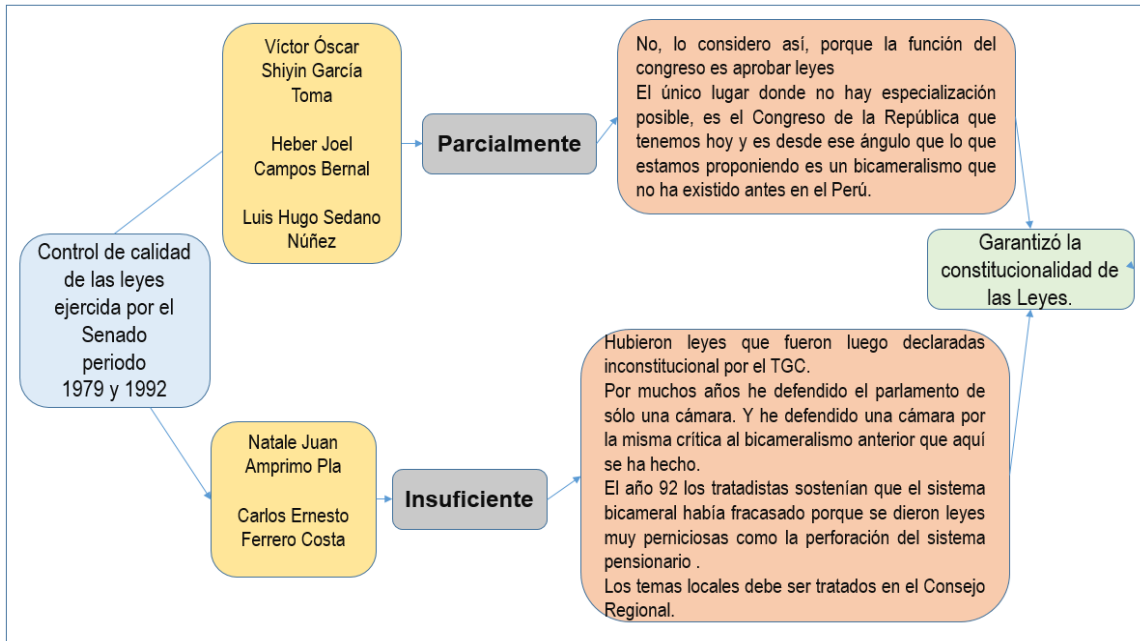 Control de calidad
de las leyes
ejercida por el
Senado
periodo
1979 y 1992
Víctor Óscar
Shiyin García
Toma
Heber Joel
Campos Bernal
Luis Hugo Sedano
Núñez
Parcialmente
No, lo considero así, porque la función del
congreso es aprobar leyes
El único lugar donde no hay especialización
posible, es el Congreso de la República que
tenemos hoy y es desde ese ángulo que lo que
estamos proponiendo es un bicameralismo que
no ha existido antes en el Perú.
Natale Juan
Amprimo Pla
Carlos Ernesto
Ferrero Costa
Insuficiente
Hubieron leyes que fueron luego declaradas
inconstitucional por el TGC.
Por muchos años he defendido el parlamento de
sólo una cámara. Y he defendido una cámara por
la misma crítica al bicameralismo anterior que aquí
se ha hecho.
El año 92 los tratadistas sostenían que el sistema
bicameral había fracasado porque se dieron leyes
muy perniciosas como la perforación del sistema
pensionario .
Los temas locales debe ser tratados en el Consejo
Regional.
Garantizó la
constitucionalidad de
las Leyes.